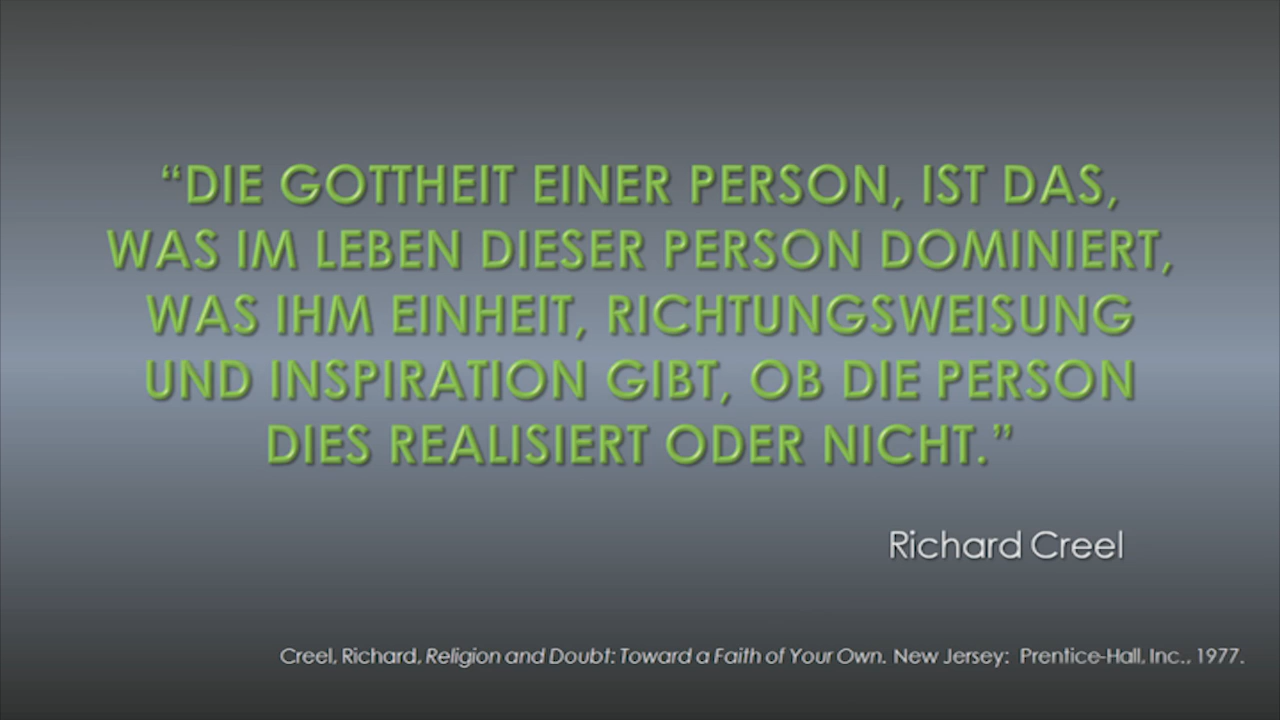 “DIE GOTTHEIT EINER PERSON, IST DAS,
WAS IM LEBEN DIESER PERSON DOMINIERT,
WAS IHM EINHEIT, RICHTUNGSWEISUNG
UND INSPIRATION GIBT, OB DIE PERSON
DIES REALISIERT ODER NICHT.”
Richard Creel
Creel, Richard, Religion and Doubt: Toward a Faith of Your Own. New Jersey: Prentice-Hall, Inc., 1977.